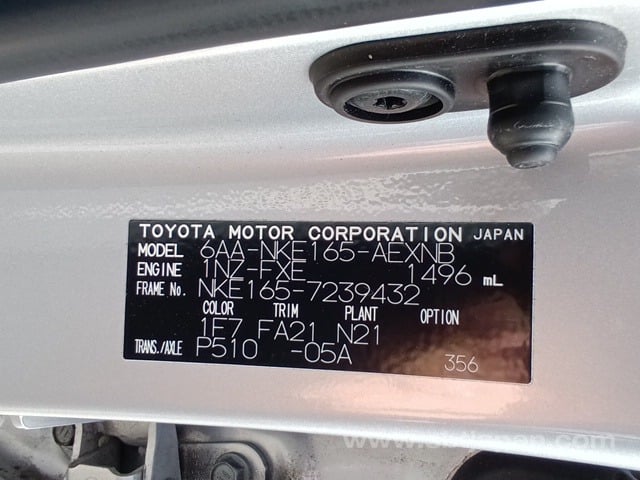 TOYOTA MOTOR CORPORATION JAPAN
MODEL 6AA-NKE165-AEXNB
ENGINE 1NZ-FXE 1496 mL
FRAME No. NKE165-7239432
COLOR TRIM PLANT OPTION
1F7 FA21 N21
TRANS./AXLE P510 -05A
356